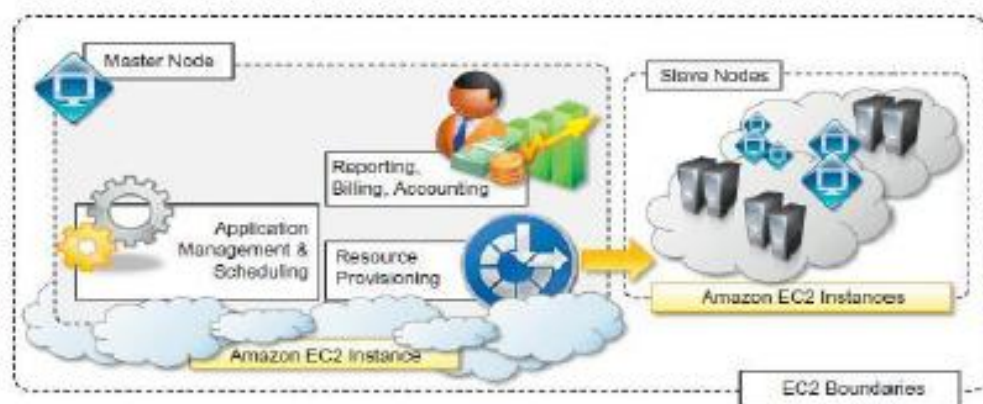 Master Node
Slave Nodes
Reporting,
Billing, Accounting
Application
Management &
Scheduling
Resource
Provisioning
Amazon EC2 Instances
Amazon EC2 Instance
EC2 Boundaries